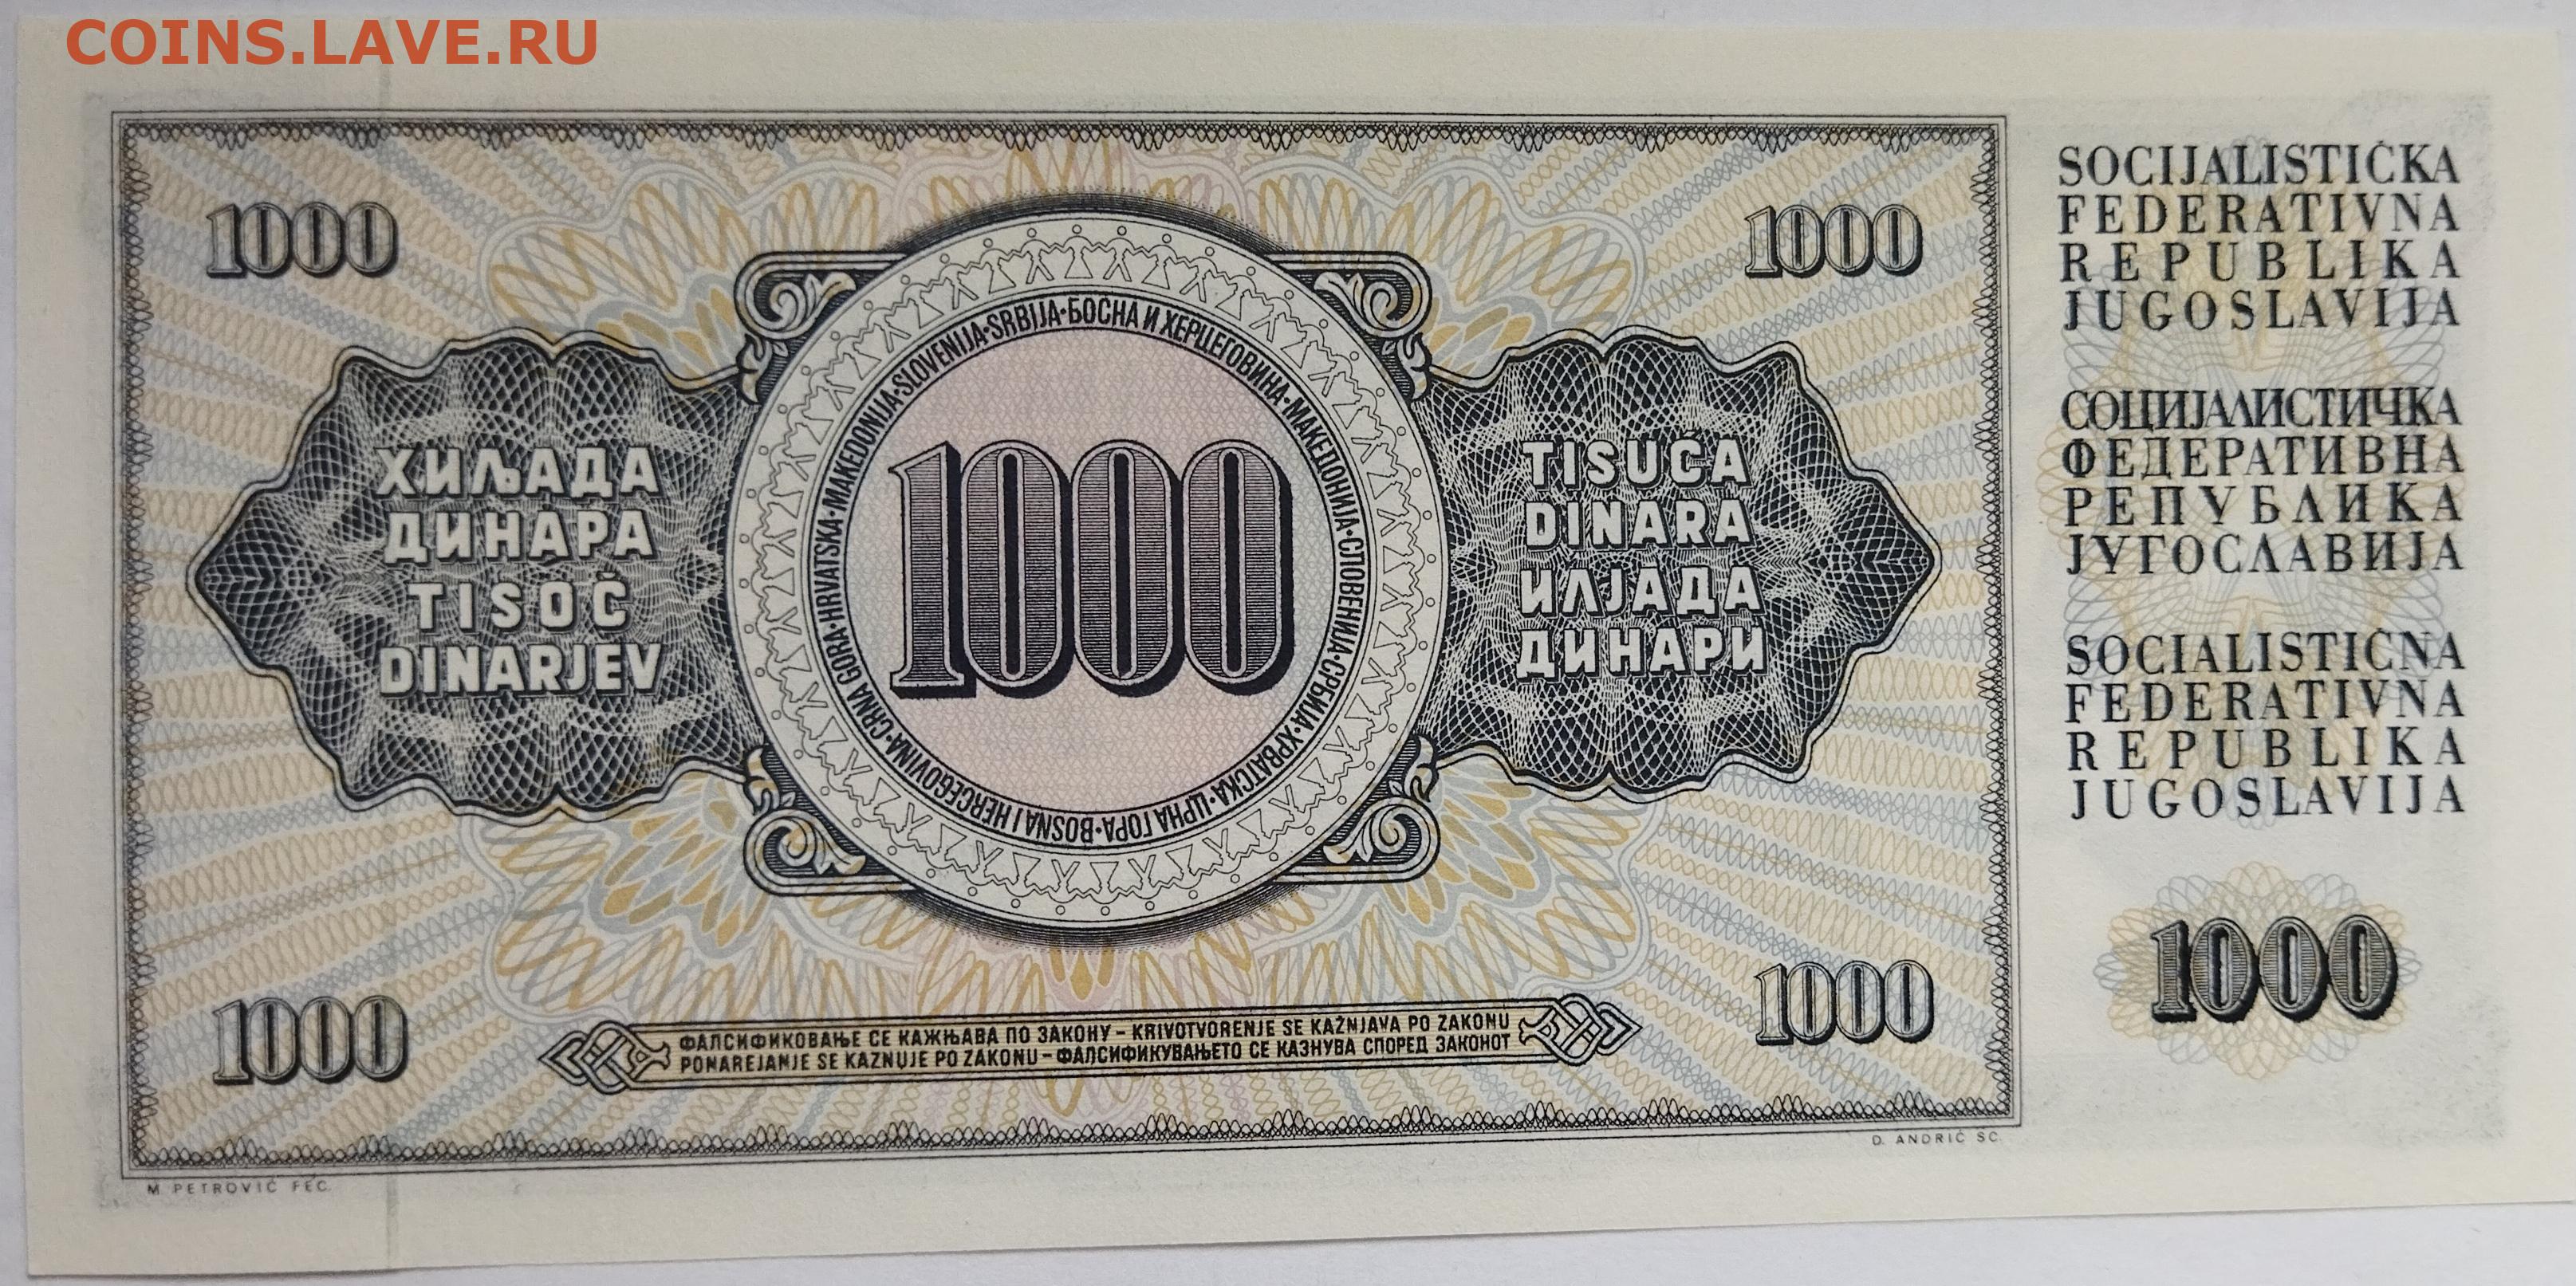 COINS.LAVE.RU
1000
1000
SOCIJALISTIČKA
FEDERATIVNA
REPUBLIKA
JUGOSLAVIJA
СОЦИЈАЛИСТИЧКА
ФЕДЕРАТИВНА
РЕПУБЛИКА
ЈУГОСЛАВИЈА
SOCIALISTIČNA
FEDERATIVNA
REPUBLIKA
JUGOSLAVIJA
1000
ХИЉАДА
ДИНАРА
TISOČ
DINARJEV
SRBIJA·БОСНА И ХЕРЦЕГОВИНА·МАКЕДОНИЈА·СЛОВЕНИЈА·СРБИЈА·ХРВАТСКА·ЦРНА ГОРА·BOSNA I HERCEGOVINA·CRNA GORA·HRVATSKA·MAKEDONIJA·SLOVENIJA·
1000
TISUĆA
DINARA
ИЛЈАДА
ДИНАРИ
1000
1000
ФАЛСИФИКОВАЊЕ СЕ КАЖЊАВА ПО ЗАКОНУ – KRIVOTVORENJE SE KAŽNJAVA PO ZAKONU
PONAREJANJE SE KAZNUJE PO ZAKONU – ФАЛСИФИКУВАЊЕТО СЕ КАЗНУВА СПОРЕД ЗАКОНОТ
M PETROVIĆ FEC.
D. ANDRIĆ SC.